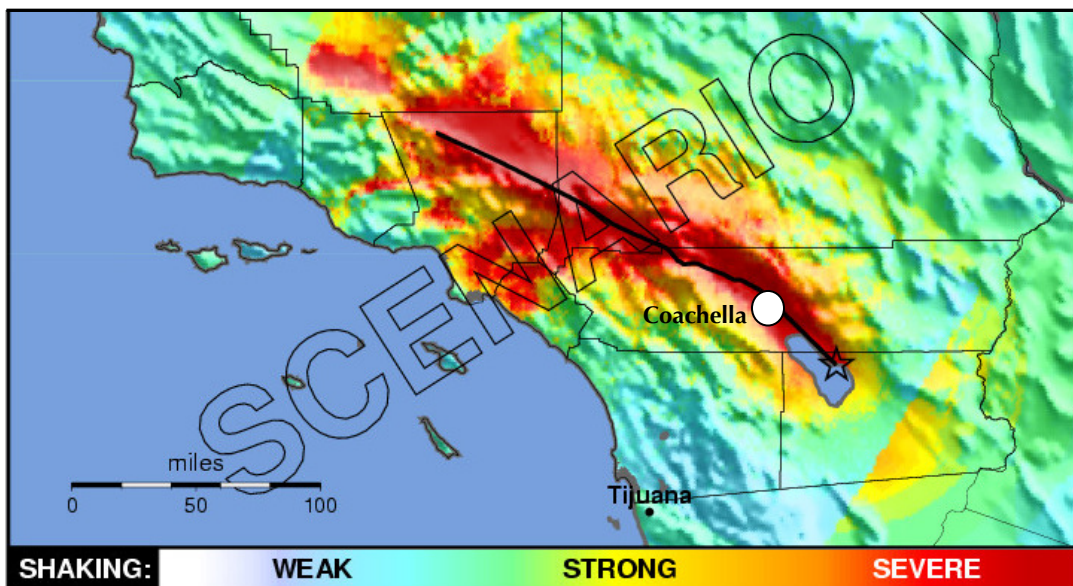 SCENARIO
Coachella
miles
0 50 100
Tijuana
SHAKING: WEAK STRONG SEVERE